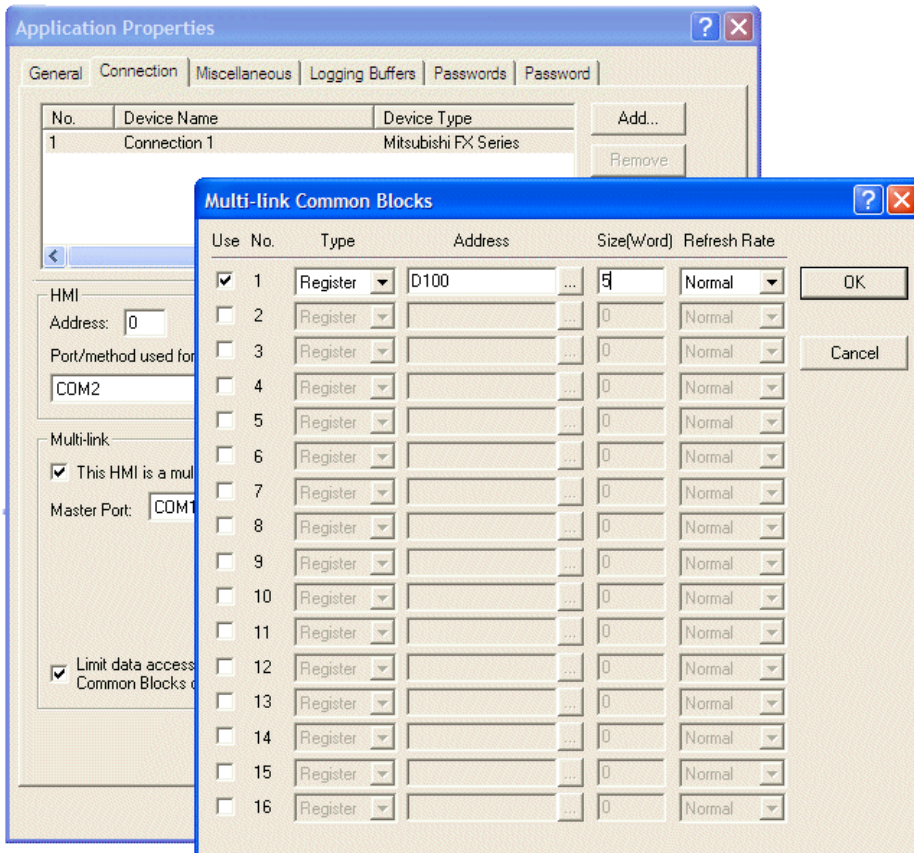 Application Properties
General Connection Miscellaneous Logging Buffers Passwords Password
No. Device Name Device Type
1 Connection 1 Mitsubishi FX Series
Add...
Remove
HMI
Address: 0
Port/method used for
COM2
Multi-link
This HMI is a mul
Master Port: COM1
Limit data access
Common Blocks
Multi-link Common Blocks
Use No. Type Address Size(Word) Refresh Rate
1 Register D100 ... 5 Normal
2 Register ... 0 Normal
3 Register ... 0 Normal
4 Register ... 0 Normal
5 Register ... 0 Normal
6 Register ... 0 Normal
7 Register ... 0 Normal
8 Register ... 0 Normal
9 Register ... 0 Normal
10 Register ... 0 Normal
11 Register ... 0 Normal
12 Register ... 0 Normal
13 Register ... 0 Normal
14 Register ... 0 Normal
15 Register ... 0 Normal
16 Register ... 0 Normal
OK
Cancel